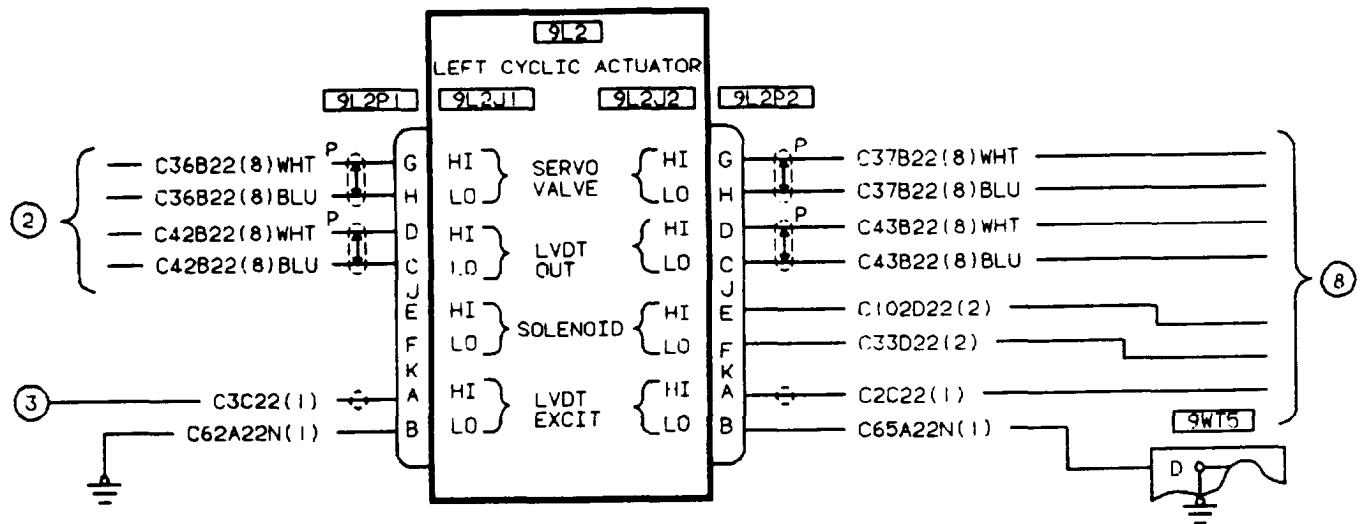 9L2
LEFT CYCLIC ACTUATOR
9L2P1 9L2J1 9L2J2 9L2P2
C36B22(8)WHT P G HI SERVO VALVE HI G P C37B22(8)WHT
C36B22(8)BLU H LO LO H C37B22(8)BLU
2
C42B22(8)WHT P D HI LVDT OUT HI D P C43B22(8)WHT
C42B22(8)BLU C LO LO C C43B22(8)BLU
8
J J
E HI SOLENOID HI E C102D22(2)
F LO LO F C33D22(2)
K K
3 C3C22(1) A HI LVDT EXCIT HI A C2C22(1)
C62A22N(1) B LO LO B C65A22N(1)
9WT5
D